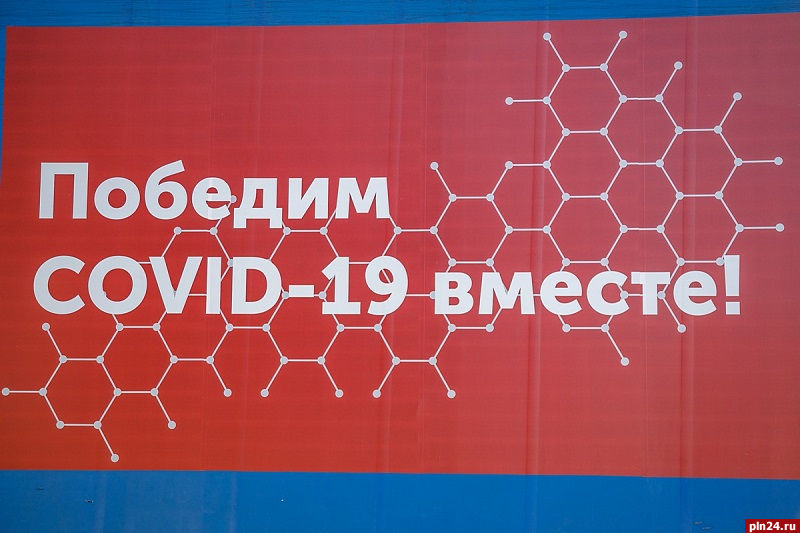 Победим
COVID-19 вместе!
pln24.ru